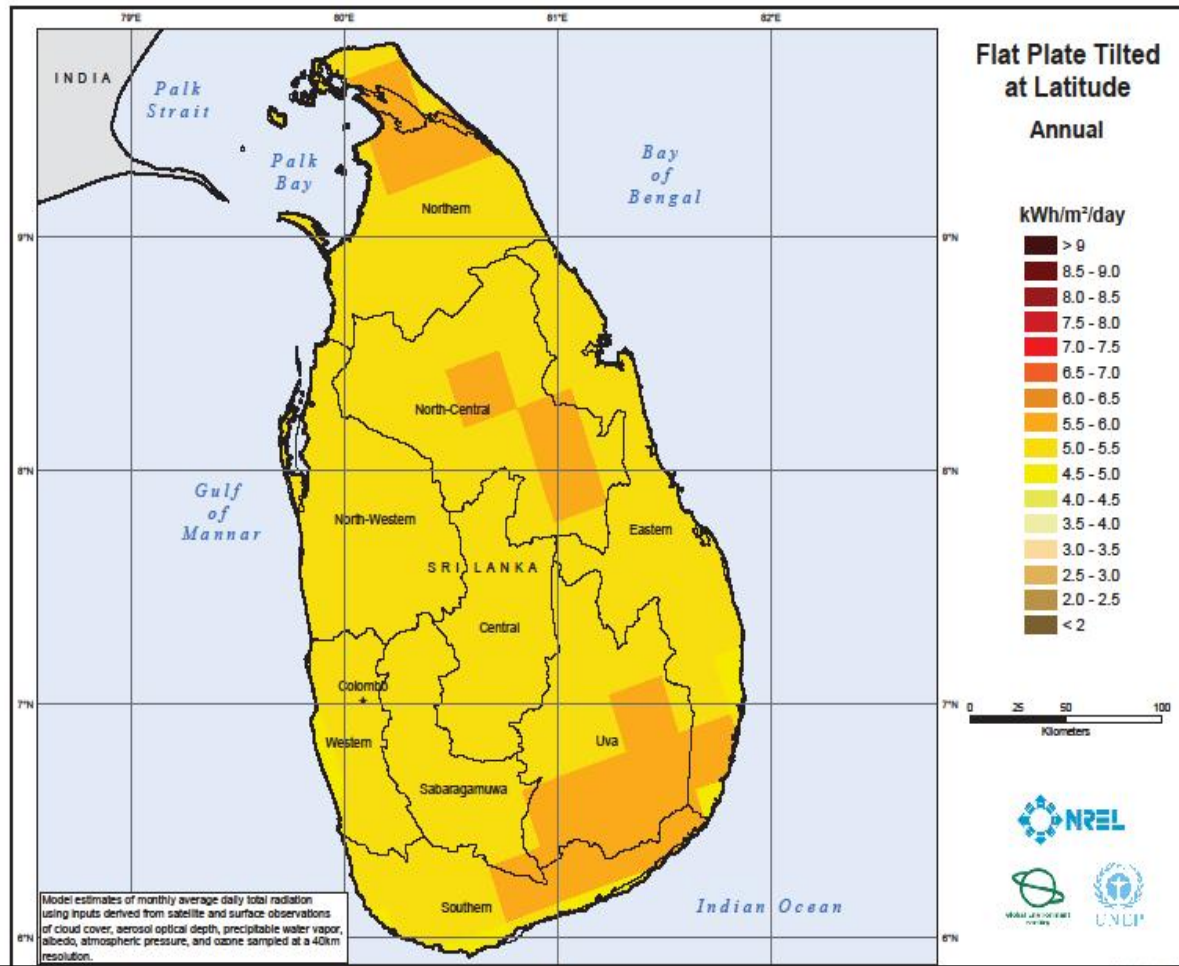 79°E 80°E 81°E 82°E
Flat Plate Tilted
at Latitude
Annual
INDIA
Palk
Strait
Palk
Bay
Bay
of
Bengal
Northern
9°N 9°N
kWh/m²/day
> 9
8.5 - 9.0
8.0 - 8.5
7.5 - 8.0
7.0 - 7.5
6.5 - 7.0
6.0 - 6.5
5.5 - 6.0
5.0 - 5.5
4.5 - 5.0
4.0 - 4.5
3.5 - 4.0
3.0 - 3.5
2.5 - 3.0
2.0 - 2.5
< 2
North-Central
8°N 8°N
Gulf
of
Mannar
North-Western
Eastern
SRI LANKA
Central
Colombo
7°N 7°N
Western
Uva
Sabaragamuwa
0 25 50 100
Kilometers
NREL
Southern
Indian Ocean
UNEP
Model estimates of monthly average daily total radiation
using inputs derived from satellite and surface observations
of cloud cover, aerosol optical depth, precipitable water vapor,
albedo, atmospheric pressure, and ozone sampled at a 40km
resolution.
6°N 6°N